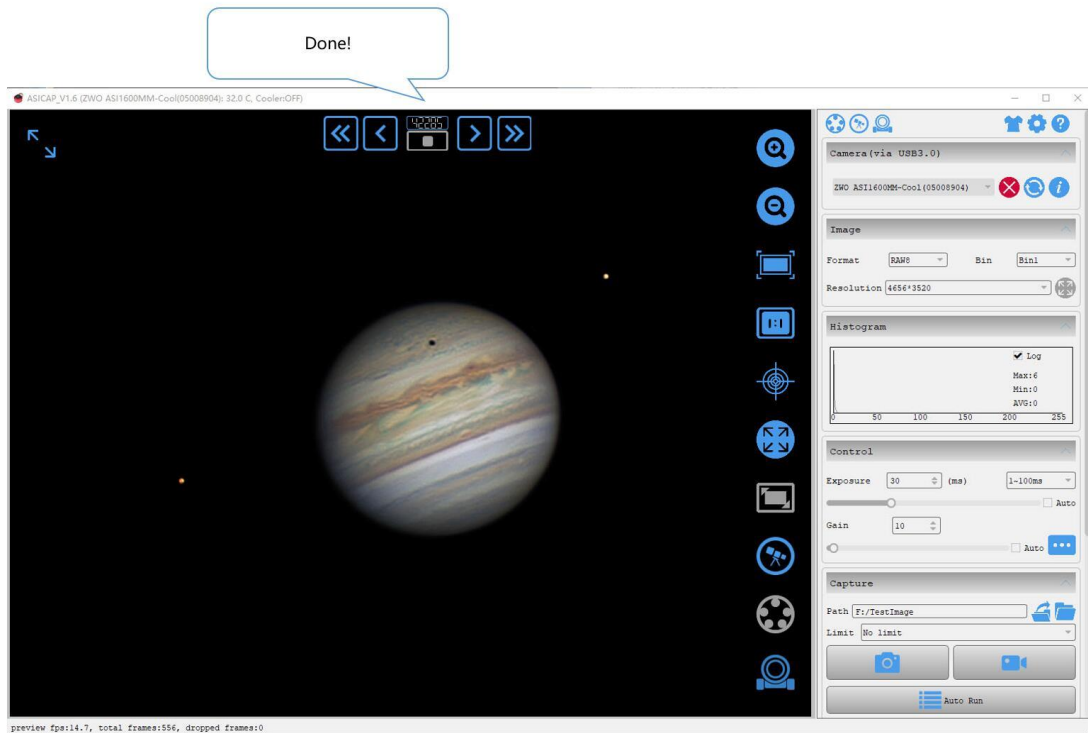 Done!
ASICAP_V1.6 (ZWO ASI1600MM-Cool(05008904): 32.0 C, Cooler:OFF)
Camera(via USB3.0)
ZWO ASI1600MM-Cool(05008904)
Image
Format RAW8 Bin Bin1
Resolution 4656*3520
1:1
Histogram
Log
Max:6
Min:0
AVG:0
0 50 100 150 200 255
Control
Exposure 30 (ms) 1~100ms
Auto
Gain 10
Auto
Capture
Path F:/TestImage
Limit No limit
Auto Run
preview fps:14.7, total frames:556, dropped frames:0